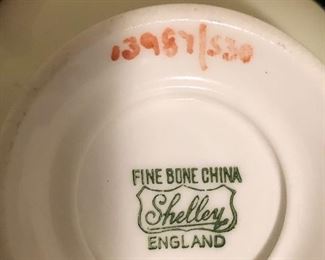 13987/S30
FINE BONE CHINA
Shelley
ENGLAND